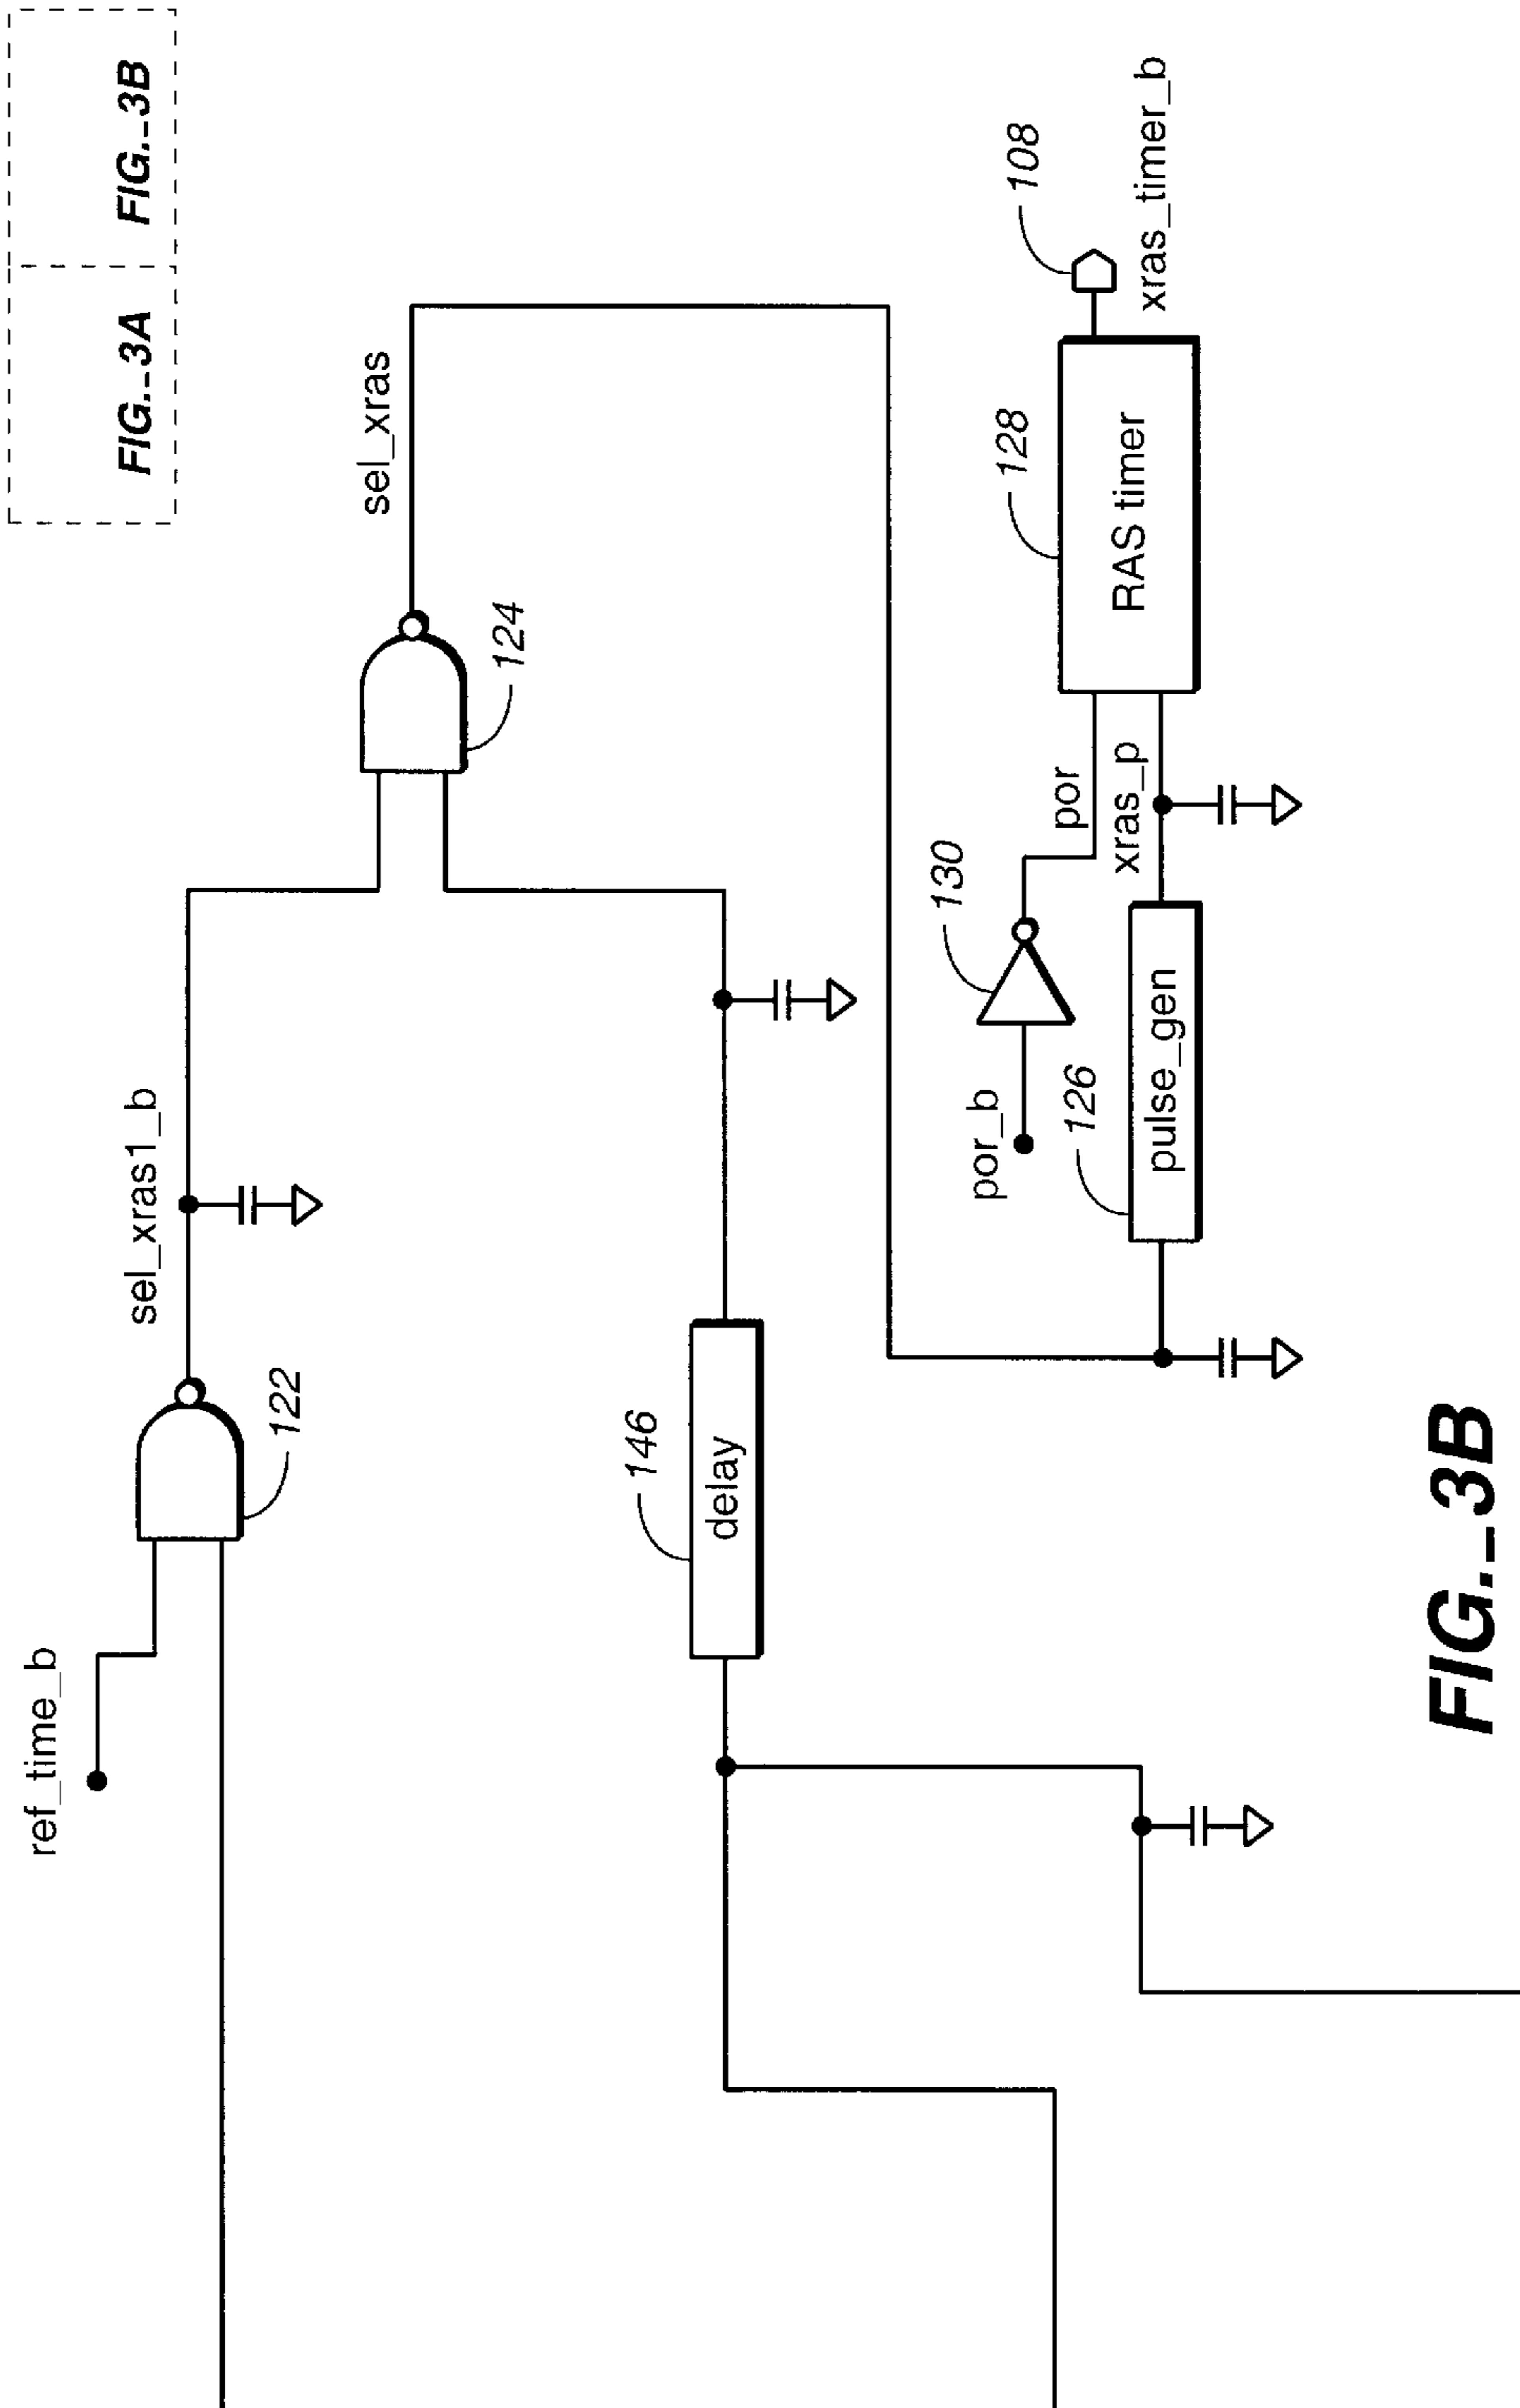 FIG._3A
FIG._3B
ref_time_b
122
sel_xras1_b
124
sel_xras
146
delay
por_b
130
por
126
pulse_gen
xras_p
128
RAS timer
108
xras_timer_b
FIG._3B